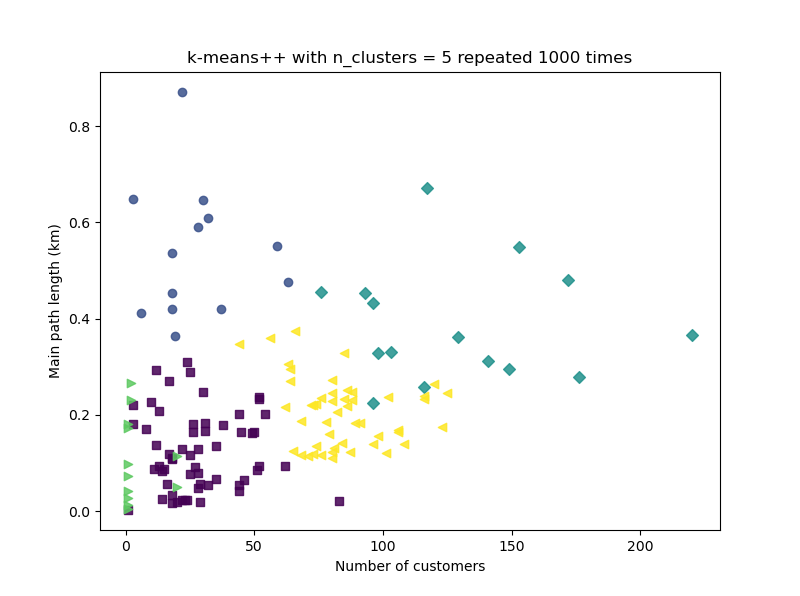 k-means++ with n_clusters = 5 repeated 1000 times
0.8
0.6
0.4
0.2
0.0
Main path length (km)
0 50 100 150 200
Number of customers